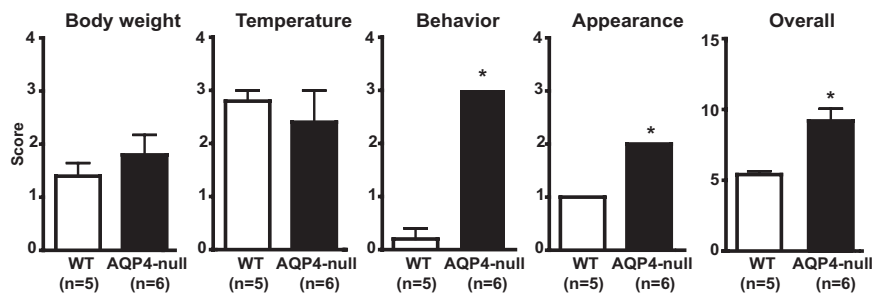 Body weight Temperature Behavior Appearance Overall
Score
4 4 4 4 15
3 3 3 3 10
2 2 2 2 5
1 1 1 1
0 0 0 0 0
* * *
WT AQP4-null WT AQP4-null WT AQP4-null WT AQP4-null WT AQP4-null
(n=5) (n=6) (n=5) (n=6) (n=5) (n=6) (n=5) (n=6) (n=5) (n=6)